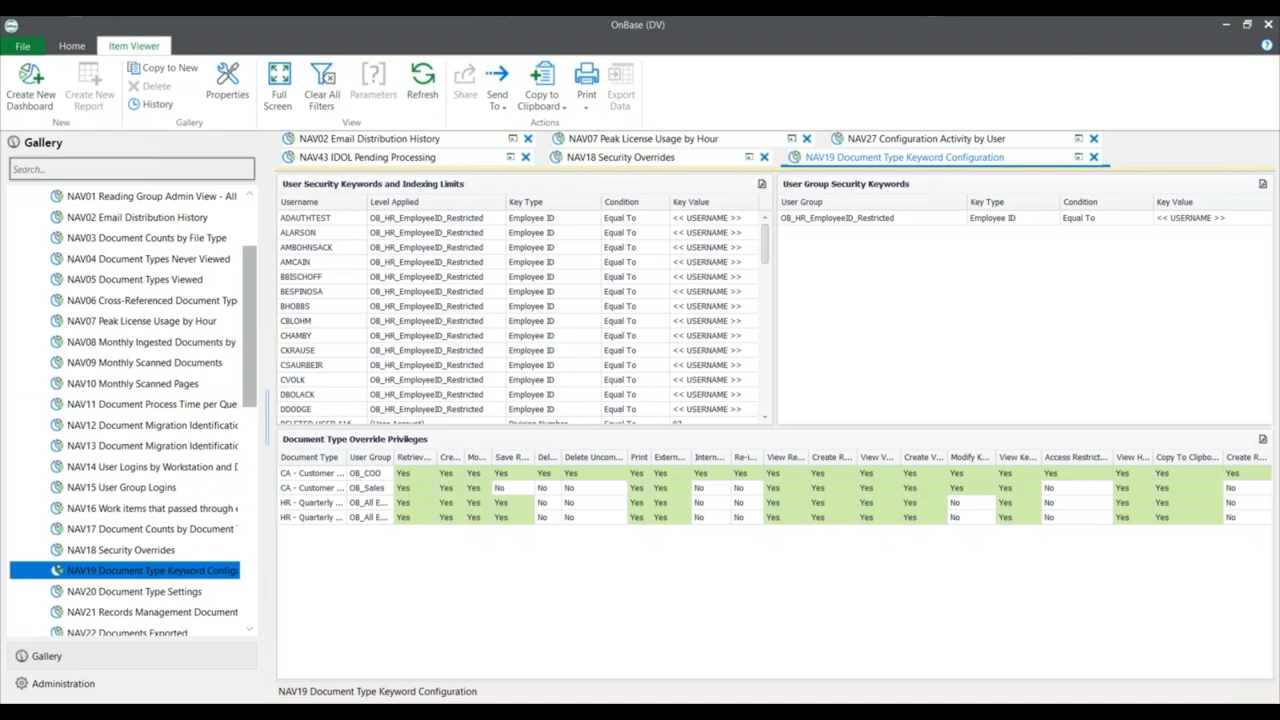 OnBase (DV)
File Home Item Viewer
Create New Dashboard
Create New Report
New
Copy to New
Delete
History
Gallery
Properties
Full Screen
Clear All Filters
Parameters
Refresh
View
Share
Send To
Copy to Clipboard
Print
Export Data
Actions
Gallery
Search...
NAV01 Reading Group Admin View - All
NAV02 Email Distribution History
NAV03 Document Counts by File Type
NAV04 Document Types Never Viewed
NAV05 Document Types Viewed
NAV06 Cross-Referenced Document Typ
NAV07 Peak License Usage by Hour
NAV08 Monthly Ingested Documents by
NAV09 Monthly Scanned Documents
NAV10 Monthly Scanned Pages
NAV11 Document Process Time per Que
NAV12 Document Migration Identificatic
NAV13 Document Migration Identificatic
NAV14 User Logins by Workstation and D
NAV15 User Group Logins
NAV16 Work items that passed through e
NAV17 Document Counts by Document
NAV18 Security Overrides
NAV19 Document Type Keyword Config
NAV20 Document Type Settings
NAV21 Records Management Document
NAV22 Documents Exported
Gallery
Administration
NAV02 Email Distribution History NAV07 Peak License Usage by Hour NAV27 Configuration Activity by User
NAV43 IDOL Pending Processing NAV18 Security Overrides NAV19 Document Type Keyword Configuration
User Security Keywords and Indexing Limits
Username Level Applied Key Type Condition Key Value
ADAUTHTEST OB_HR_EmployeeID_Restricted Employee ID Equal To << USERNAME >>
ALARSON OB_HR_EmployeeID_Restricted Employee ID Equal To << USERNAME >>
AMBOHNSACK OB_HR_EmployeeID_Restricted Employee ID Equal To << USERNAME >>
AMCAIN OB_HR_EmployeeID_Restricted Employee ID Equal To << USERNAME >>
BBISCHOFF OB_HR_EmployeeID_Restricted Employee ID Equal To << USERNAME >>
BESPINOSA OB_HR_EmployeeID_Restricted Employee ID Equal To << USERNAME >>
BHOBBS OB_HR_EmployeeID_Restricted Employee ID Equal To << USERNAME >>
CBLOHM OB_HR_EmployeeID_Restricted Employee ID Equal To << USERNAME >>
CHAMBY OB_HR_EmployeeID_Restricted Employee ID Equal To << USERNAME >>
CKRAUSE OB_HR_EmployeeID_Restricted Employee ID Equal To << USERNAME >>
CSAURBEIR OB_HR_EmployeeID_Restricted Employee ID Equal To << USERNAME >>
CVOLK OB_HR_EmployeeID_Restricted Employee ID Equal To << USERNAME >>
DBOLACK OB_HR_EmployeeID_Restricted Employee ID Equal To << USERNAME >>
DDODGE OB_HR_EmployeeID_Restricted Employee ID Equal To << USERNAME >>
User Group Security Keywords
User Group Key Type Condition Key Value
OB_HR_EmployeeID_Restricted Employee ID Equal To << USERNAME >>
Document Type Override Privileges
Document Type User Group Retriev... Cre... Mo... Save R... Del... Delete Uncom... Print Extern... Intern... Re-i... View Re... Create R... View V... Create V... Modify K... View Ke... Access Restrict... View H... Copy To Clipbo... Create R...
CA - Customer ... OB_COO Yes Yes Yes Yes Yes Yes Yes Yes Yes Yes Yes Yes Yes Yes Yes Yes Yes Yes Yes Yes
CA - Customer ... OB_Sales Yes Yes Yes No No No Yes Yes No No Yes Yes Yes Yes Yes Yes No Yes Yes No
HR - Quarterly ... OB_All E... Yes Yes Yes Yes No No Yes Yes No No Yes Yes Yes Yes No Yes No Yes Yes No
HR - Quarterly ... OB_All E... Yes Yes Yes Yes No No Yes Yes No No Yes Yes Yes Yes No Yes No Yes Yes No
NAV19 Document Type Keyword Configuration